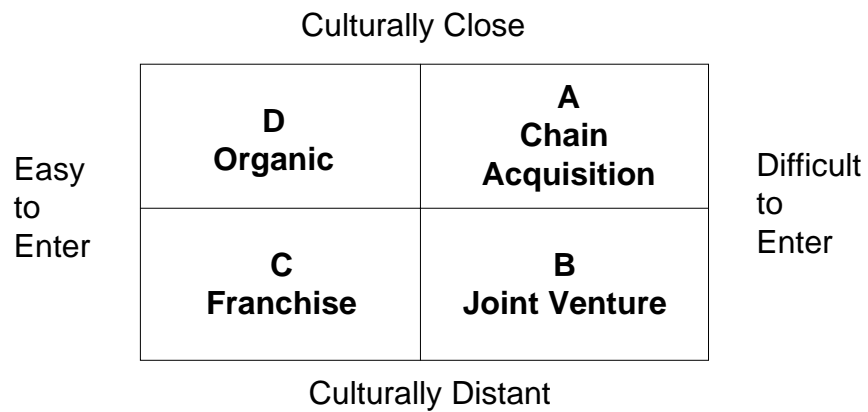 Culturally Close
D
Organic
A
Chain
Acquisition
Easy
to
Enter
Difficult
to
Enter
C
Franchise
B
Joint Venture
Culturally Distant